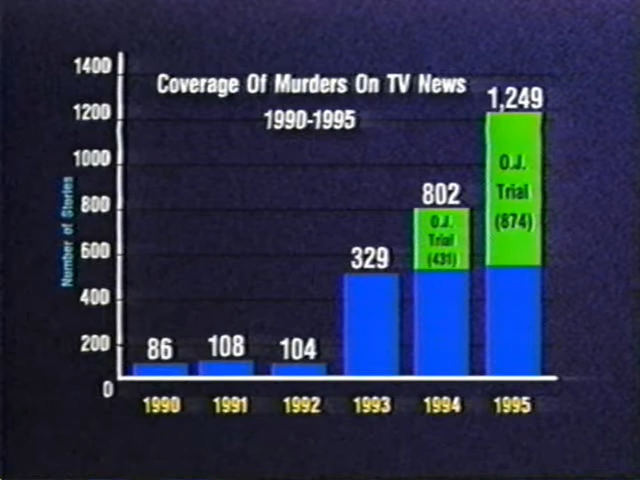 Coverage Of Murders On TV News
1990-1995
Number of Stories
1400
1200
1000
800
600
400
200
0
86
108
104
329
802
1,249
O.J.
Trial
(431)
O.J.
Trial
(874)
1990 1991 1992 1993 1994 1995